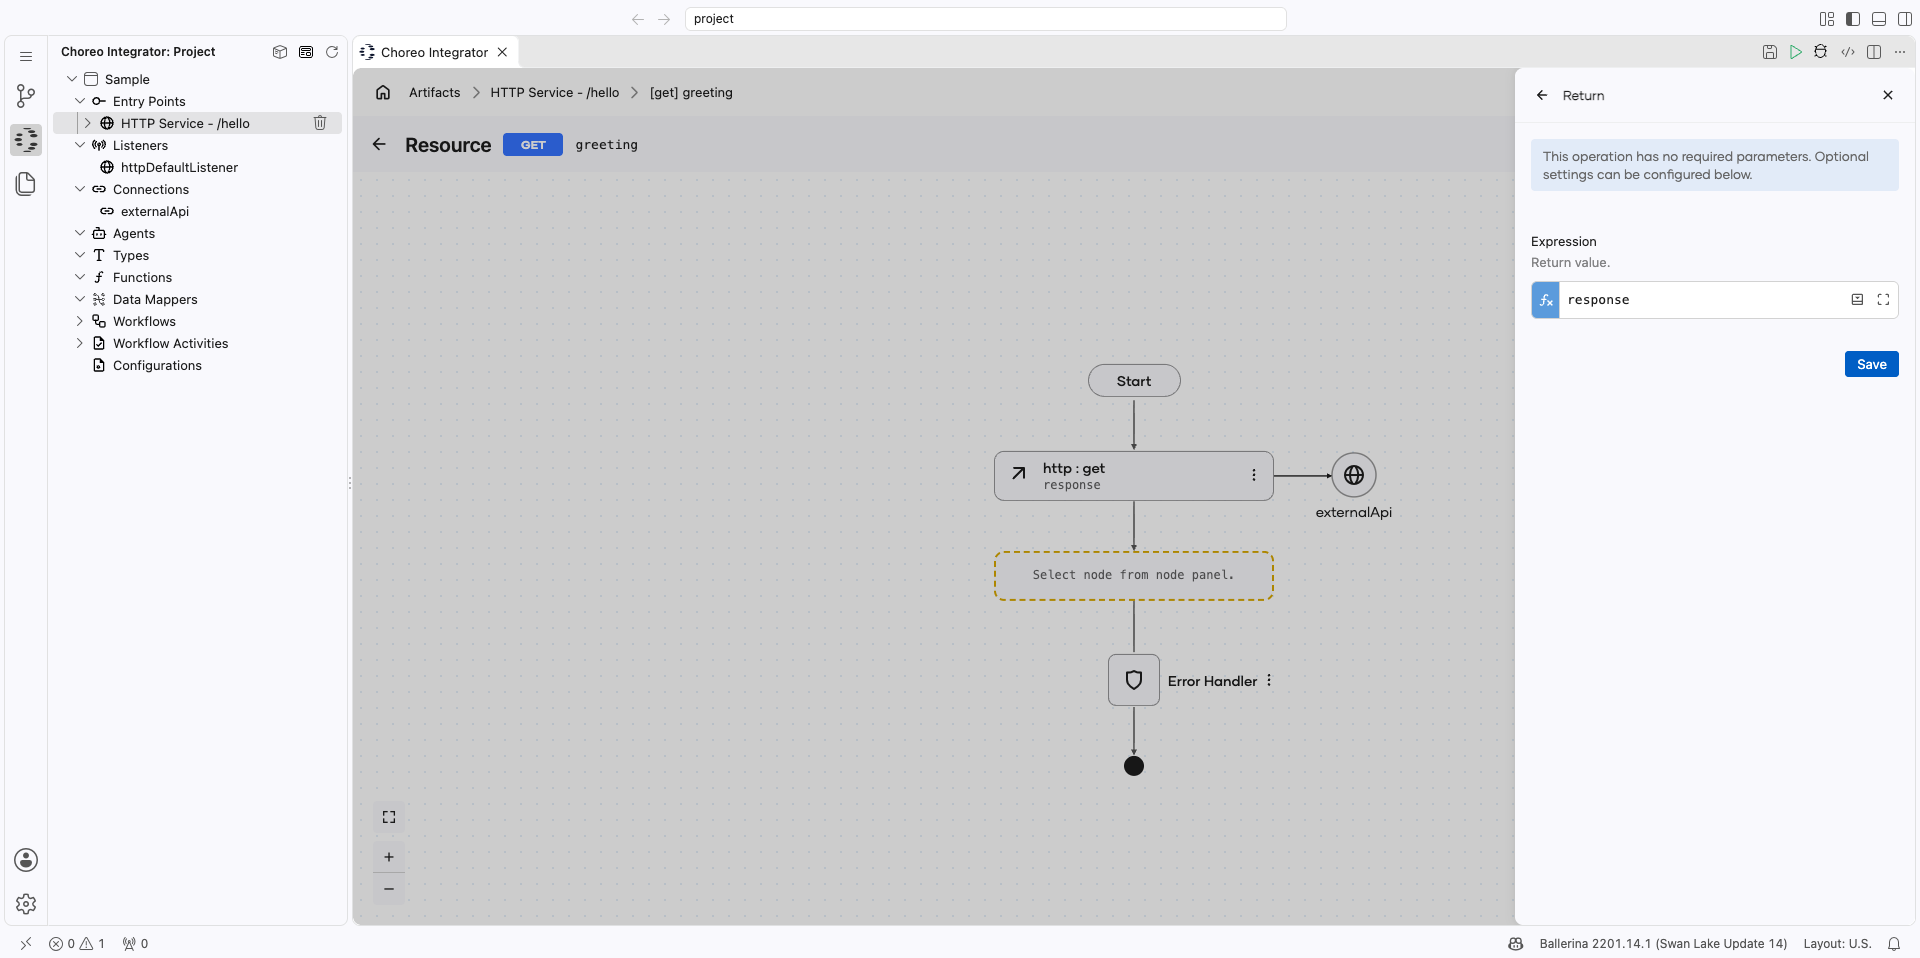 project
Choreo Integrator: Project
Sample
Entry Points
HTTP Service - /hello
Listeners
httpDefaultListener
Connections
externalApi
Agents
Types
Functions
Data Mappers
Workflows
Workflow Activities
Configurations
Choreo Integrator
Artifacts
HTTP Service - /hello
[get] greeting
Resource
GET
greeting
Start
http : get
response
externalApi
Select node from node panel.
Error Handler
Return
This operation has no required parameters. Optional
settings can be configured below.
Expression
Return value.
fx
response
Save
0
1
0
Ballerina 2201.14.1 (Swan Lake Update 14)
Layout: U.S.